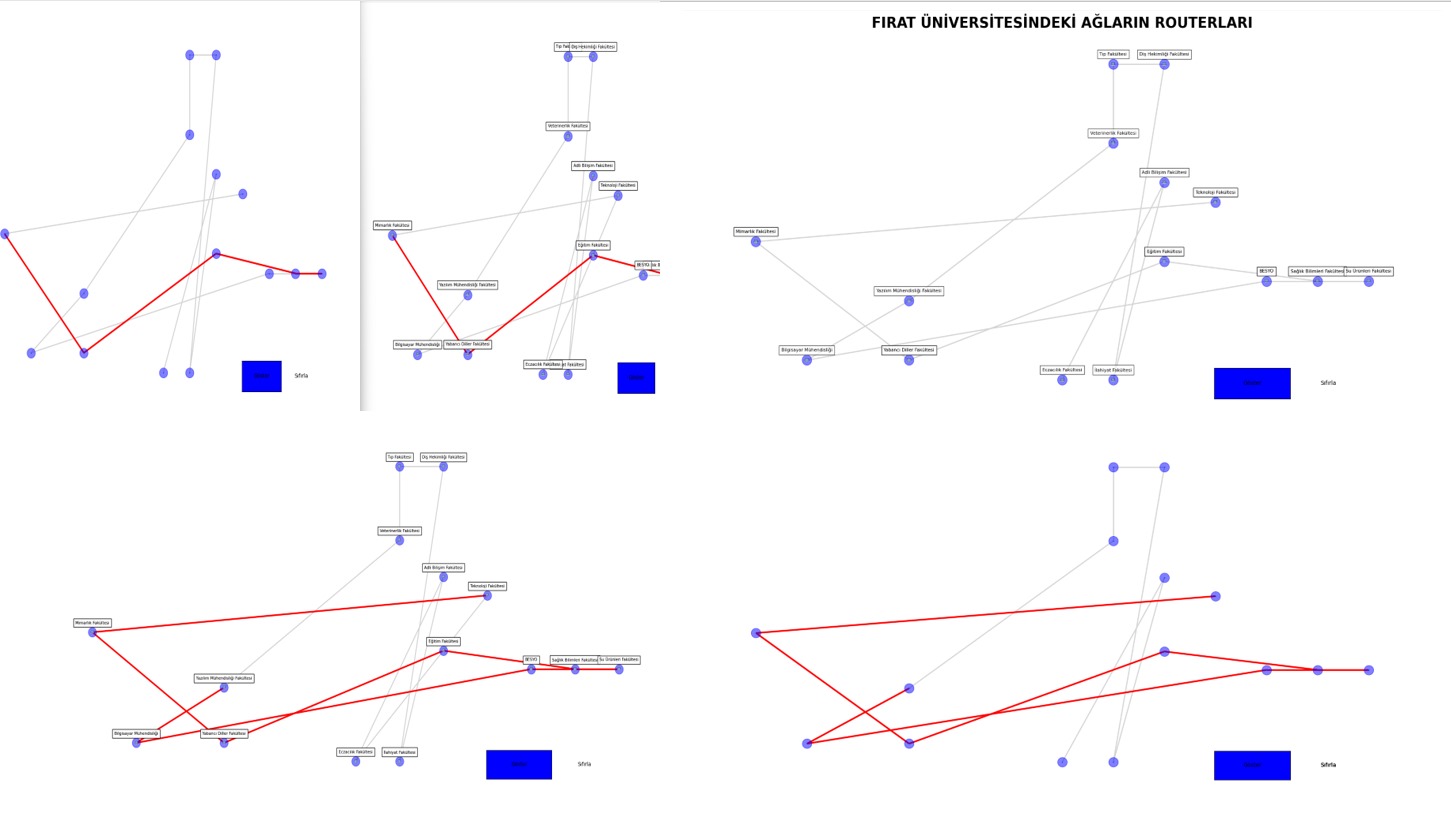 FIRAT ÜNİVERSİTESİNDEKİ AĞLARIN ROUTERLARI
Sıfırla
Diş Hekimliği Fakültesi
Veterinerlik Fakültesi
Adli Bilişim Fakültesi
Teknoloji Fakültesi
Mimarlık Fakültesi
Eğitim Fakültesi
BESYO
Yazılım Mühendisliği Fakültesi
Bilgisayar Mühendisliği
Yabancı Diller Fakültesi
Eczacılık Fakültesi
Tıp Fakültesi
Diş Hekimliği Fakültesi
Veterinerlik Fakültesi
Adli Bilişim Fakültesi
Teknoloji Fakültesi
Mimarlık Fakültesi
Eğitim Fakültesi
BESYO
Sağlık Bilimleri Fakültesi
Su Ürünleri Fakültesi
Yazılım Mühendisliği Fakültesi
Bilgisayar Mühendisliği
Yabancı Diller Fakültesi
Eczacılık Fakültesi
İlahiyat Fakültesi
Sıfırla
Tıp Fakültesi
Diş Hekimliği Fakültesi
Veterinerlik Fakültesi
Adli Bilişim Fakültesi
Teknoloji Fakültesi
Mimarlık Fakültesi
Eğitim Fakültesi
BESYO
Sağlık Bilimleri Fakültesi
Su Ürünleri Fakültesi
Yazılım Mühendisliği Fakültesi
Bilgisayar Mühendisliği
Yabancı Diller Fakültesi
Eczacılık Fakültesi
İlahiyat Fakültesi
Sıfırla
Sıfırla